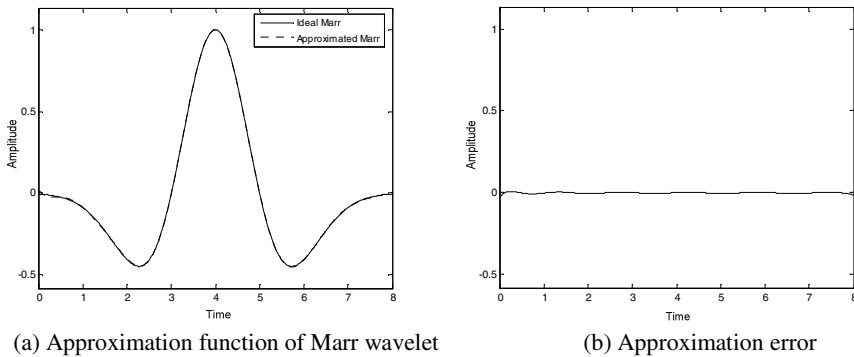 Ideal Marr
Approximated Marr
1
0.5
0
-0.5
Amplitude
0 1 2 3 4 5 6 7 8
Time
(a) Approximation function of Marr wavelet
1
0.5
0
-0.5
Amplitude
0 1 2 3 4 5 6 7 8
Time
(b) Approximation error